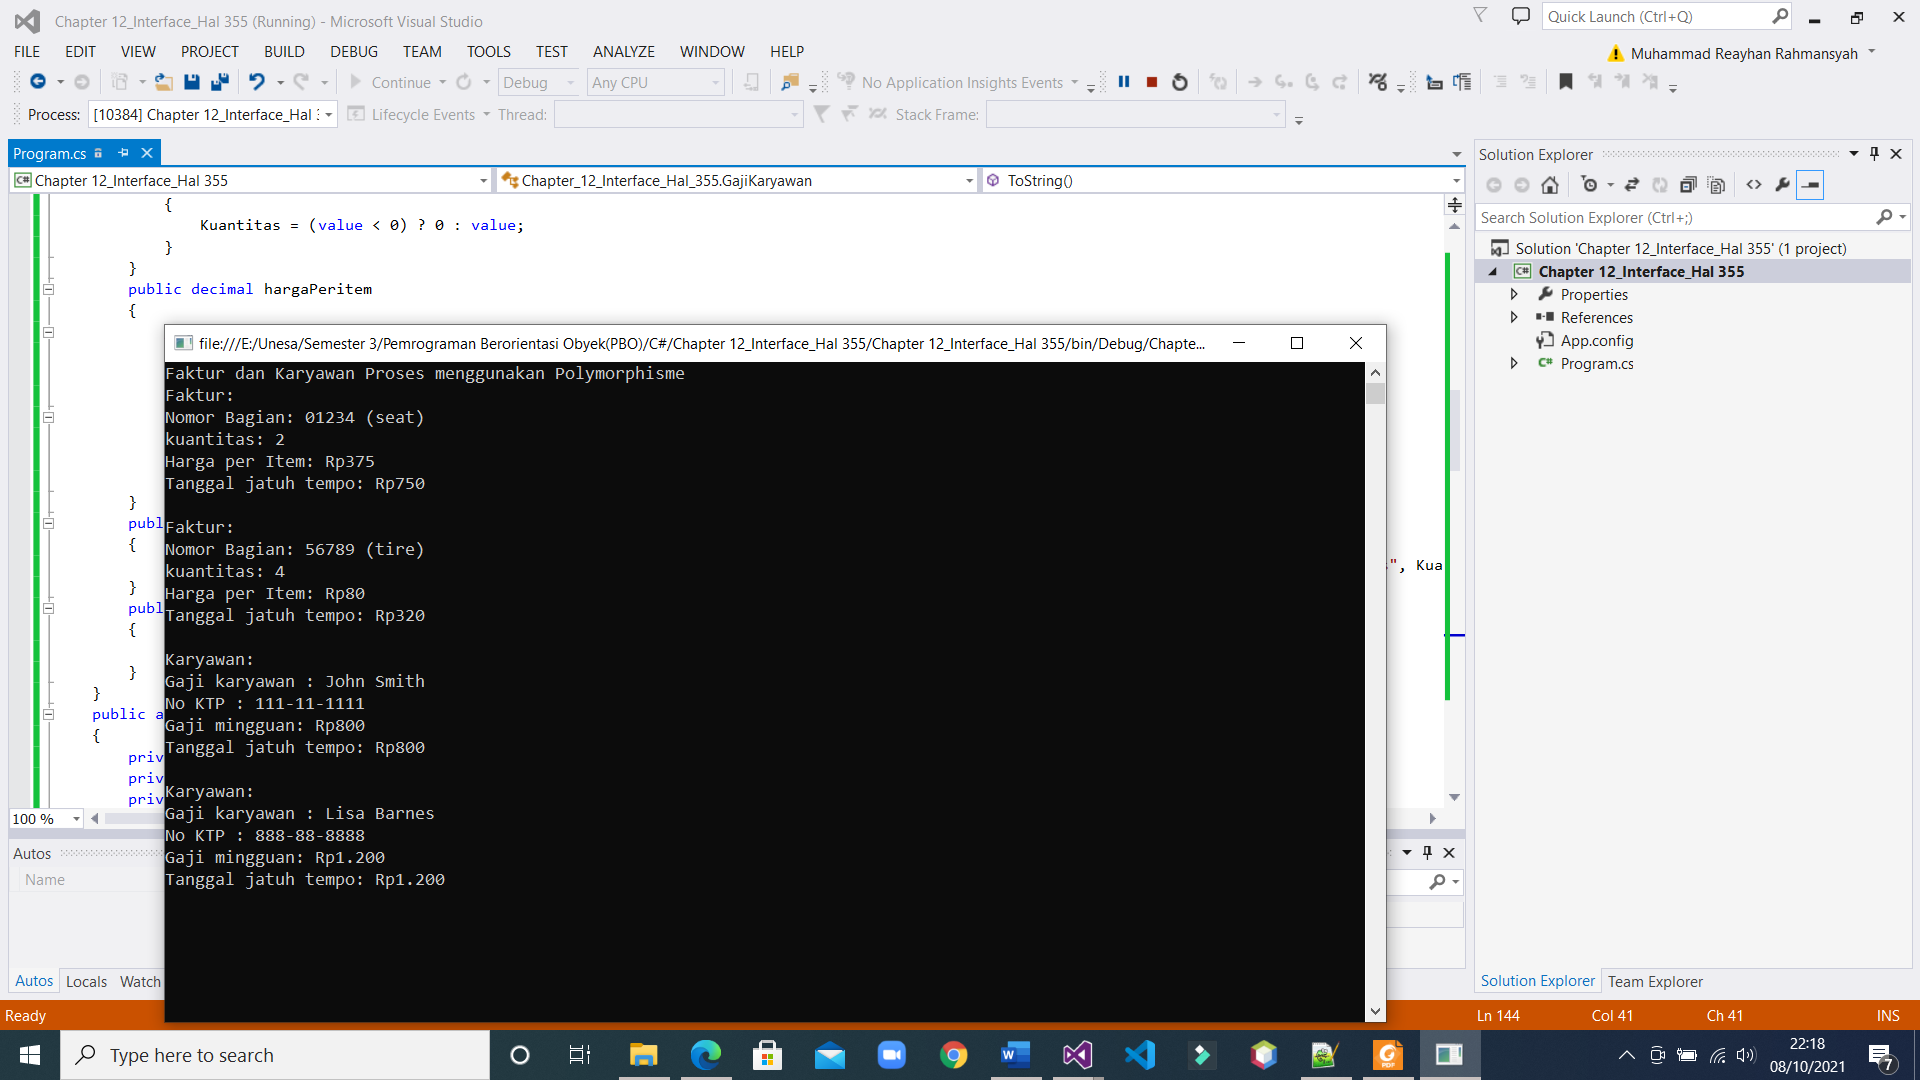 Chapter 12_Interface_Hal 355 (Running) - Microsoft Visual Studio
Quick Launch (Ctrl+Q)
FILE EDIT VIEW PROJECT BUILD DEBUG TEAM TOOLS TEST ANALYZE WINDOW HELP
Muhammad Reayhan Rahmansyah
Continue Debug Any CPU No Application Insights Events
Process: [10384] Chapter 12_Interface_Hal 3 Lifecycle Events Thread: Stack Frame:
Program.cs
Chapter 12_Interface_Hal 355 Chapter_12_Interface_Hal_355.GajiKaryawan ToString()
{
Kuantitas = (value < 0) ? 0 : value;
}
}
public decimal hargaPeritem
{
}
publ
{
", Kua
}
publ
{
}
}
public a
{
priv
priv
priv
100 %
file:///E:/Unesa/Semester 3/Pemrograman Berorientasi Obyek(PBO)/C#/Chapter 12_Interface_Hal 355/Chapter 12_Interface_Hal 355/bin/Debug/Chapte...
Faktur dan Karyawan Proses menggunakan Polymorphisme
Faktur:
Nomor Bagian: 01234 (seat)
kuantitas: 2
Harga per Item: Rp375
Tanggal jatuh tempo: Rp750
Faktur:
Nomor Bagian: 56789 (tire)
kuantitas: 4
Harga per Item: Rp80
Tanggal jatuh tempo: Rp320
Karyawan:
Gaji karyawan : John Smith
No KTP : 111-11-1111
Gaji mingguan: Rp800
Tanggal jatuh tempo: Rp800
Karyawan:
Gaji karyawan : Lisa Barnes
No KTP : 888-88-8888
Gaji mingguan: Rp1.200
Tanggal jatuh tempo: Rp1.200
Autos
Name
Autos Locals Watch
Solution Explorer
Search Solution Explorer (Ctrl+;)
Solution 'Chapter 12_Interface_Hal 355' (1 project)
C# Chapter 12_Interface_Hal 355
Properties
References
App.config
C# Program.cs
Solution Explorer Team Explorer
Ready Ln 144 Col 41 Ch 41 INS
Type here to search
22:18
08/10/2021
7